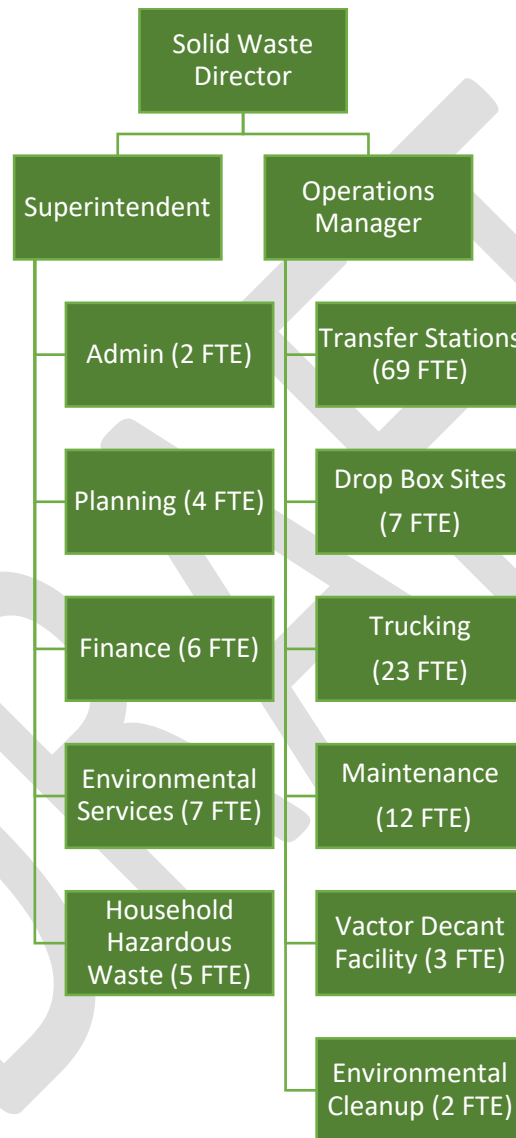 Solid Waste
Director
Superintendent
Operations
Manager
Admin (2 FTE)
Planning (4 FTE)
Finance (6 FTE)
Environmental
Services (7 FTE)
Household
Hazardous
Waste (5 FTE)
Transfer Stations
(69 FTE)
Drop Box Sites
(7 FTE)
Trucking
(23 FTE)
Maintenance
(12 FTE)
Vactor Decant
Facility (3 FTE)
Environmental
Cleanup (2 FTE)
DRAFT